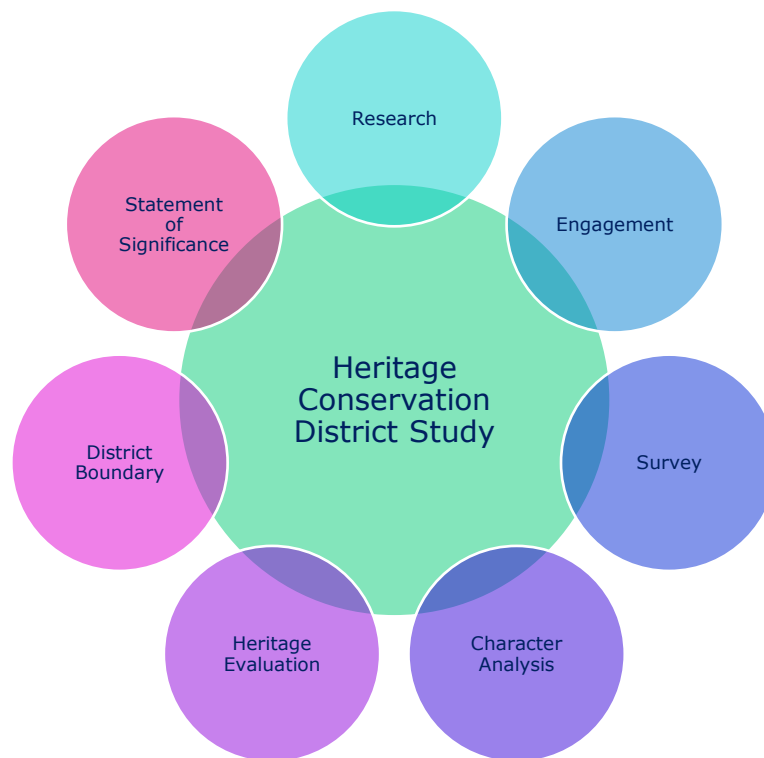 Research
Engagement
Survey
Character
Analysis
Heritage
Evaluation
District
Boundary
Statement
of
Significance
Heritage
Conservation
District Study